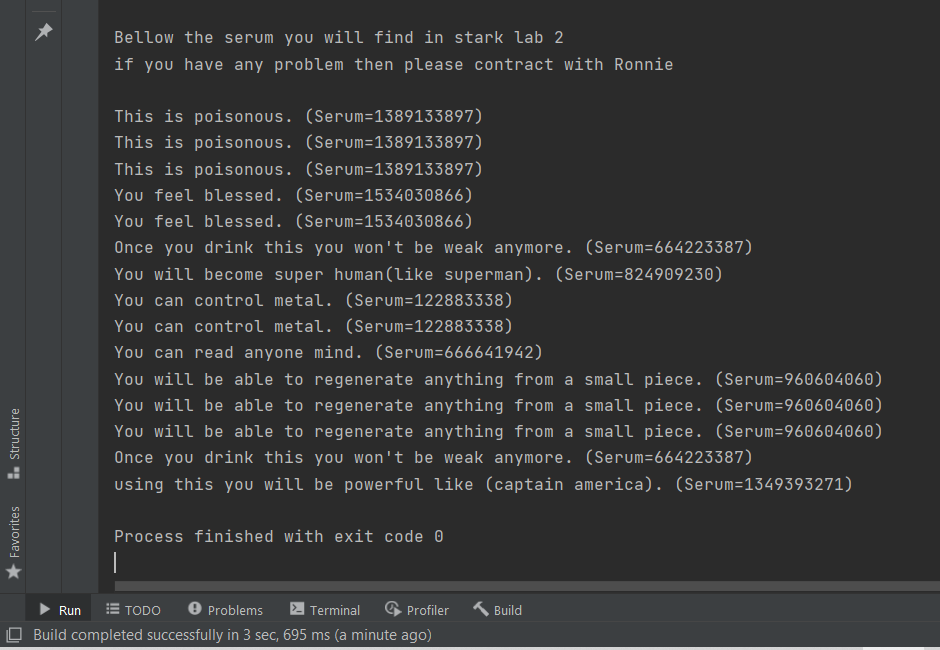 Bellow the serum you will find in stark lab 2
if you have any problem then please contract with Ronnie
This is poisonous. (Serum=1389133897)
This is poisonous. (Serum=1389133897)
This is poisonous. (Serum=1389133897)
You feel blessed. (Serum=1534030866)
You feel blessed. (Serum=1534030866)
Once you drink this you won't be weak anymore. (Serum=664223387)
You will become super human(like superman). (Serum=824909230)
You can control metal. (Serum=122883338)
You can control metal. (Serum=122883338)
You can read anyone mind. (Serum=666641942)
You will be able to regenerate anything from a small piece. (Serum=960604060)
You will be able to regenerate anything from a small piece. (Serum=960604060)
You will be able to regenerate anything from a small piece. (Serum=960604060)
Once you drink this you won't be weak anymore. (Serum=664223387)
using this you will be powerful like (captain america). (Serum=1349393271)
Process finished with exit code 0
Structure
Favorites
Run TODO Problems Terminal Profiler Build
Build completed successfully in 3 sec, 695 ms (a minute ago)